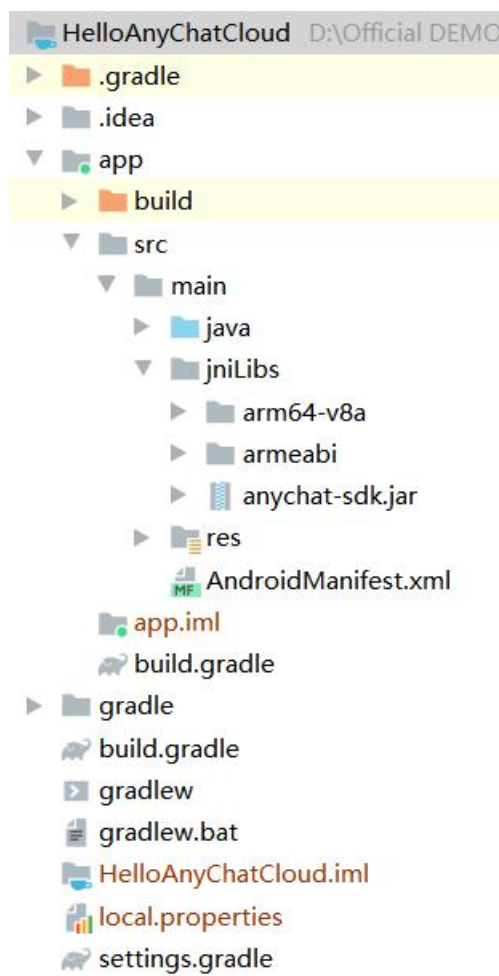 HelloAnyChatCloud D:\Official DEMO
.gradle
.idea
app
build
src
main
java
jniLibs
arm64-v8a
armeabi
anychat-sdk.jar
res
MF AndroidManifest.xml
app.iml
build.gradle
gradle
build.gradle
gradlew
gradlew.bat
HelloAnyChatCloud.iml
local.properties
settings.gradle